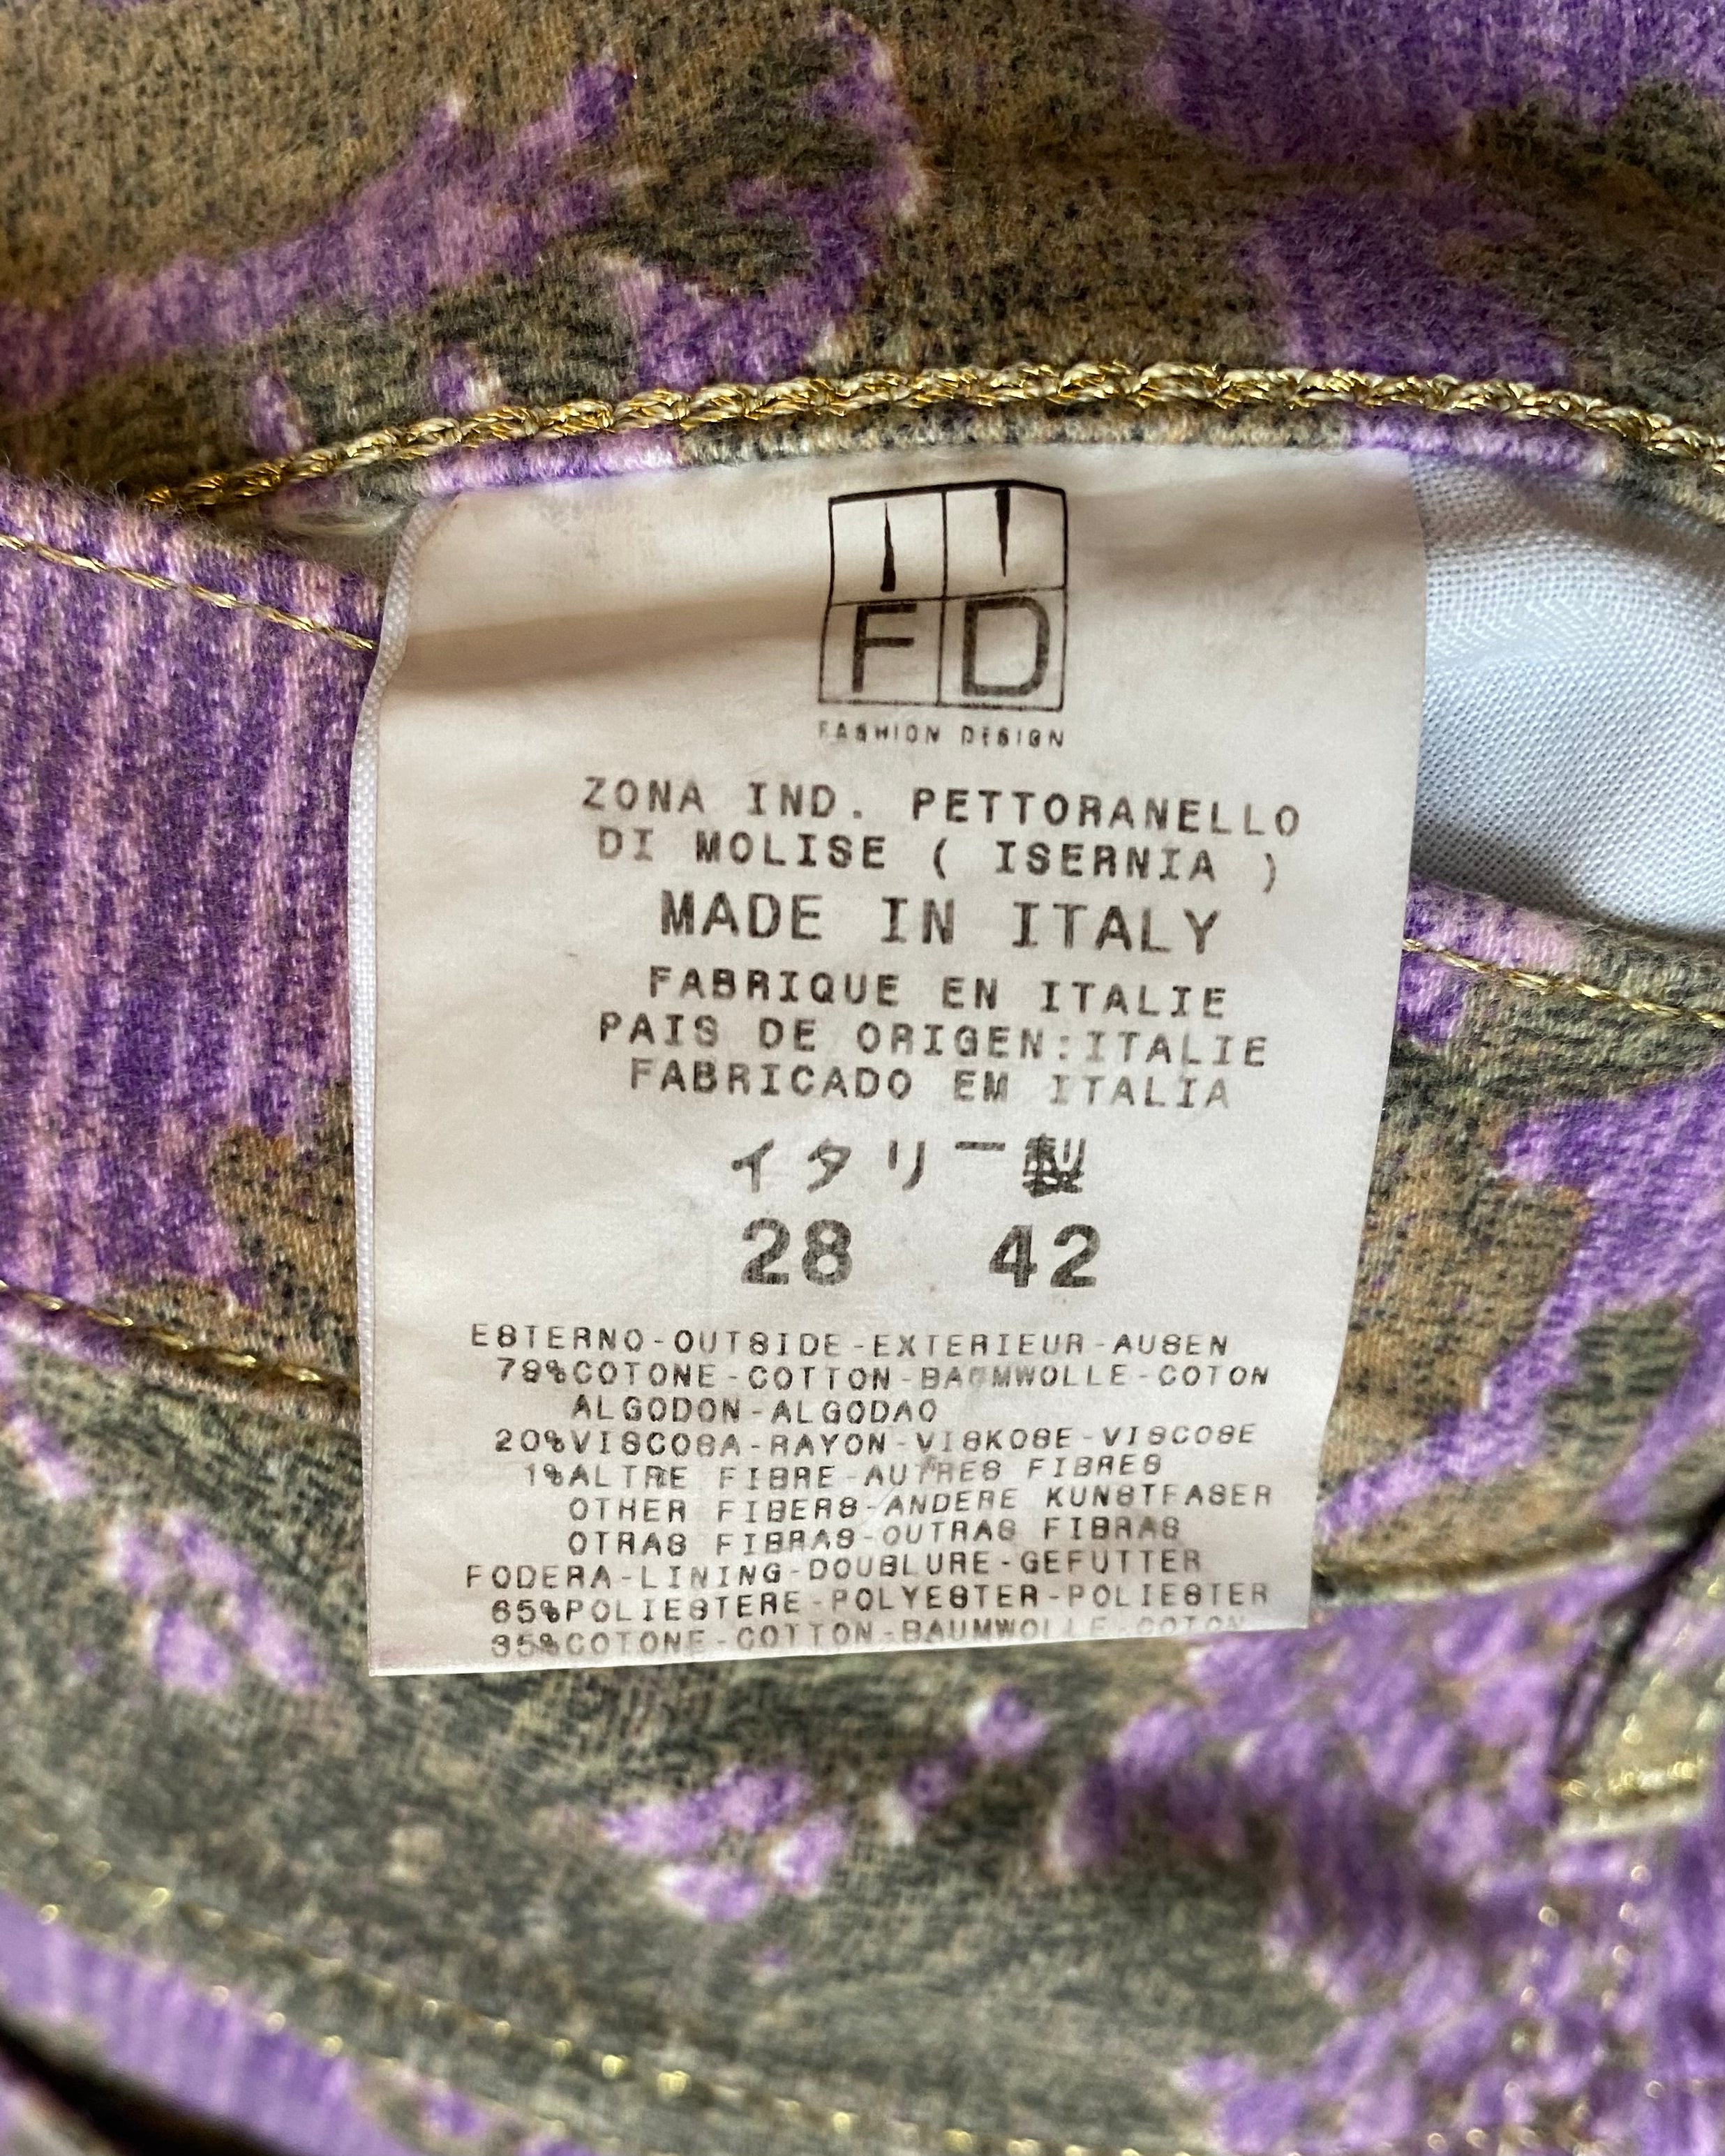 FD
FASHION DESIGN
ZONA IND. PETTORANELLO
DI MOLISE ( ISERNIA )
MADE IN ITALY
FABRIQUE EN ITALIE
PAIS DE ORIGEN:ITALIE
FABRICADO EM ITALIA
イタリー製
28 42
ESTERNO-OUTSIDE-EXTERIEUR-AUSEN
79%COTONE-COTTON-BAUMWOLLE-COTON
ALGODON-ALGODAO
20%VISCOSA-RAYON-VISKOSE-VISCOSE
1%ALTRE FIBRE-AUTRES FIBRES
OTHER FIBERS-ANDERE KUNSTFASER
OTRAS FIBRAS-OUTRAS FIBRAS
FODERA-LINING-DOUBLURE-GEFUTTER
65%POLIESTERE-POLYESTER-POLIESTER
35%COTONE-COTTON-BAUMWOLLE-COTON